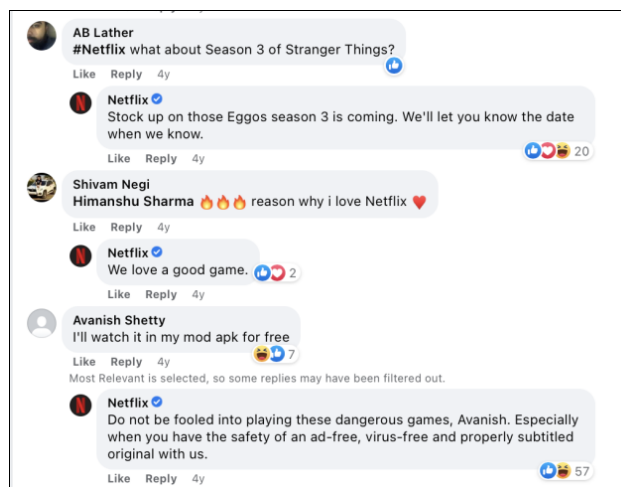 AB Lather
#Netflix what about Season 3 of Stranger Things?
Like Reply 4y
Netflix
Stock up on those Eggos season 3 is coming. We'll let you know the date
when we know.
20
Like Reply 4y
Shivam Negi
Himanshu Sharma 🔥🔥🔥 reason why i love Netflix ❤️
Like Reply 4y
Netflix
We love a good game.
2
Like Reply 4y
Avanish Shetty
I'll watch it in my mod apk for free
7
Like Reply 4y
Most Relevant is selected, so some replies may have been filtered out.
Netflix
Do not be fooled into playing these dangerous games, Avanish. Especially
when you have the safety of an ad-free, virus-free and properly subtitled
original with us.
57
Like Reply 4y